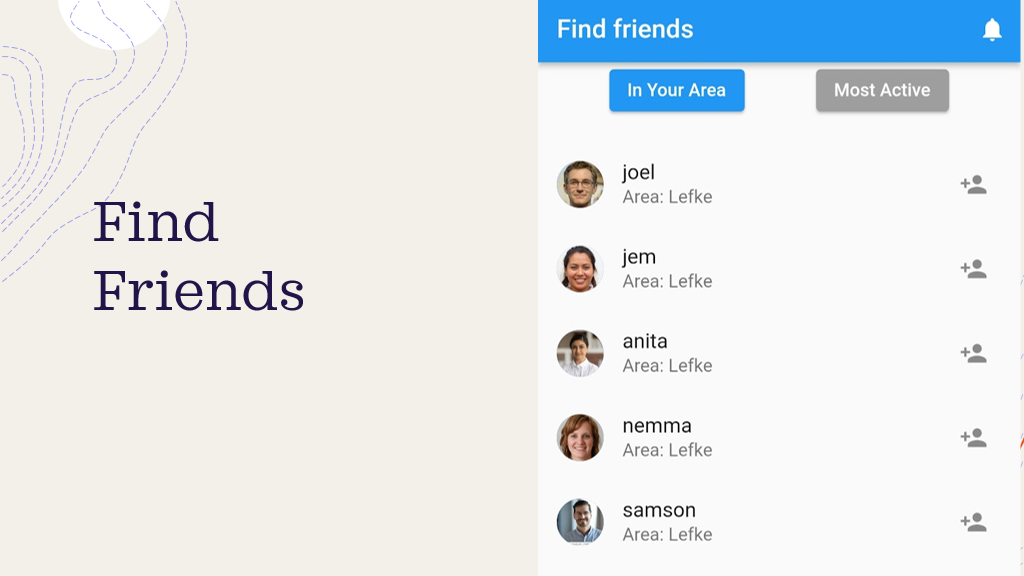 Find
Friends
Find friends
In Your Area
Most Active
joel
Area: Lefke
jem
Area: Lefke
anita
Area: Lefke
nemma
Area: Lefke
samson
Area: Lefke